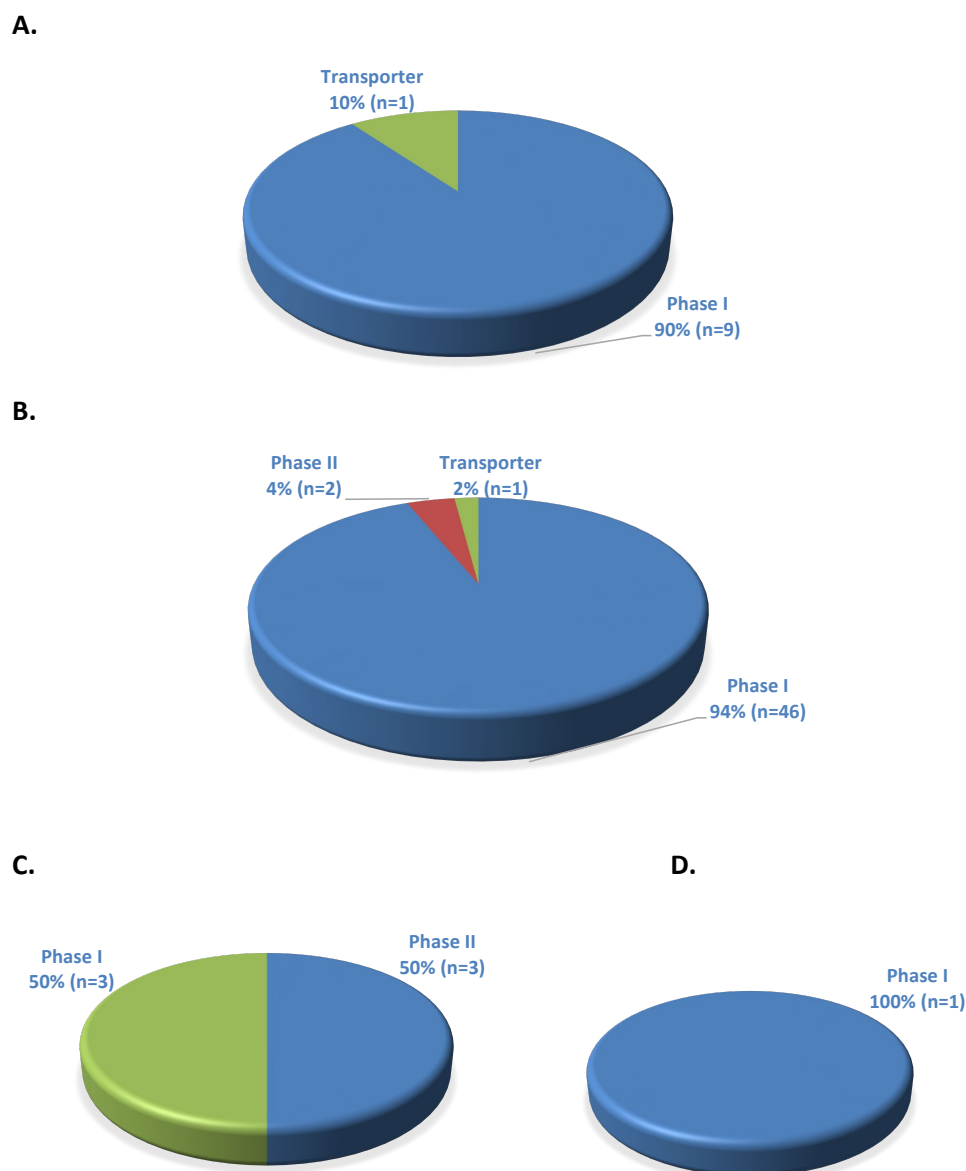 A.
Transporter
10% (n=1)
Phase I
90% (n=9)
B.
Phase II
4% (n=2)
Transporter
2% (n=1)
Phase I
94% (n=46)
C.
Phase I
50% (n=3)
Phase II
50% (n=3)
D.
Phase I
100% (n=1)